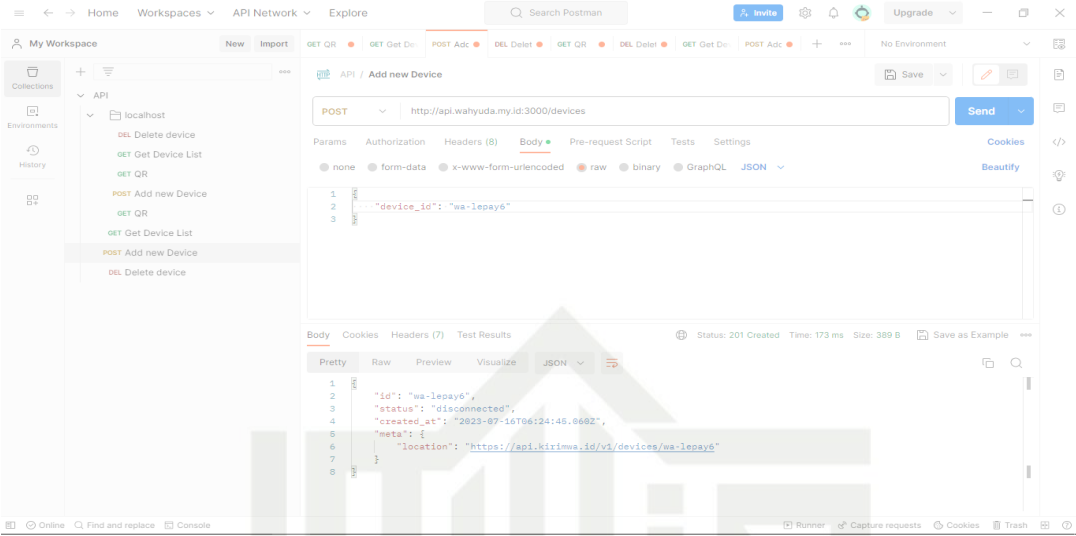 Home Workspaces API Network Explore Search Postman Invite Upgrade
My Workspace New Import GET QR GET Get De POST Adc DEL Delet GET QR DEL Delet GET Get De POST Adc No Environment
Collections
Environments
History
API
localhost
DEL Delete device
GET Get Device List
GET QR
POST Add new Device
GET QR
GET Get Device List
POST Add new Device
DEL Delete device
API / Add new Device Save
POST http://api.wahyuda.my.id:3000/devices Send
Params Authorization Headers (8) Body Pre-request Script Tests Settings Cookies
none form-data x-www-form-urlencoded raw binary GraphQL JSON Beautify
1 {
2 "device_id": "wa-lepay6"
3 }
Body Cookies Headers (7) Test Results Status: 201 Created Time: 173 ms Size: 389 B Save as Example
Pretty Raw Preview Visualize JSON
1 {
2 "id": "wa-lepay6",
3 "status": "disconnected",
4 "created_at": "2023-07-16T06:24:45.060Z",
5 "meta": {
6 "location": "https://api.kirimwa.id/v1/devices/wa-lepay6"
7 }
8 }
Online Find and replace Console Runner Capture requests Cookies Trash